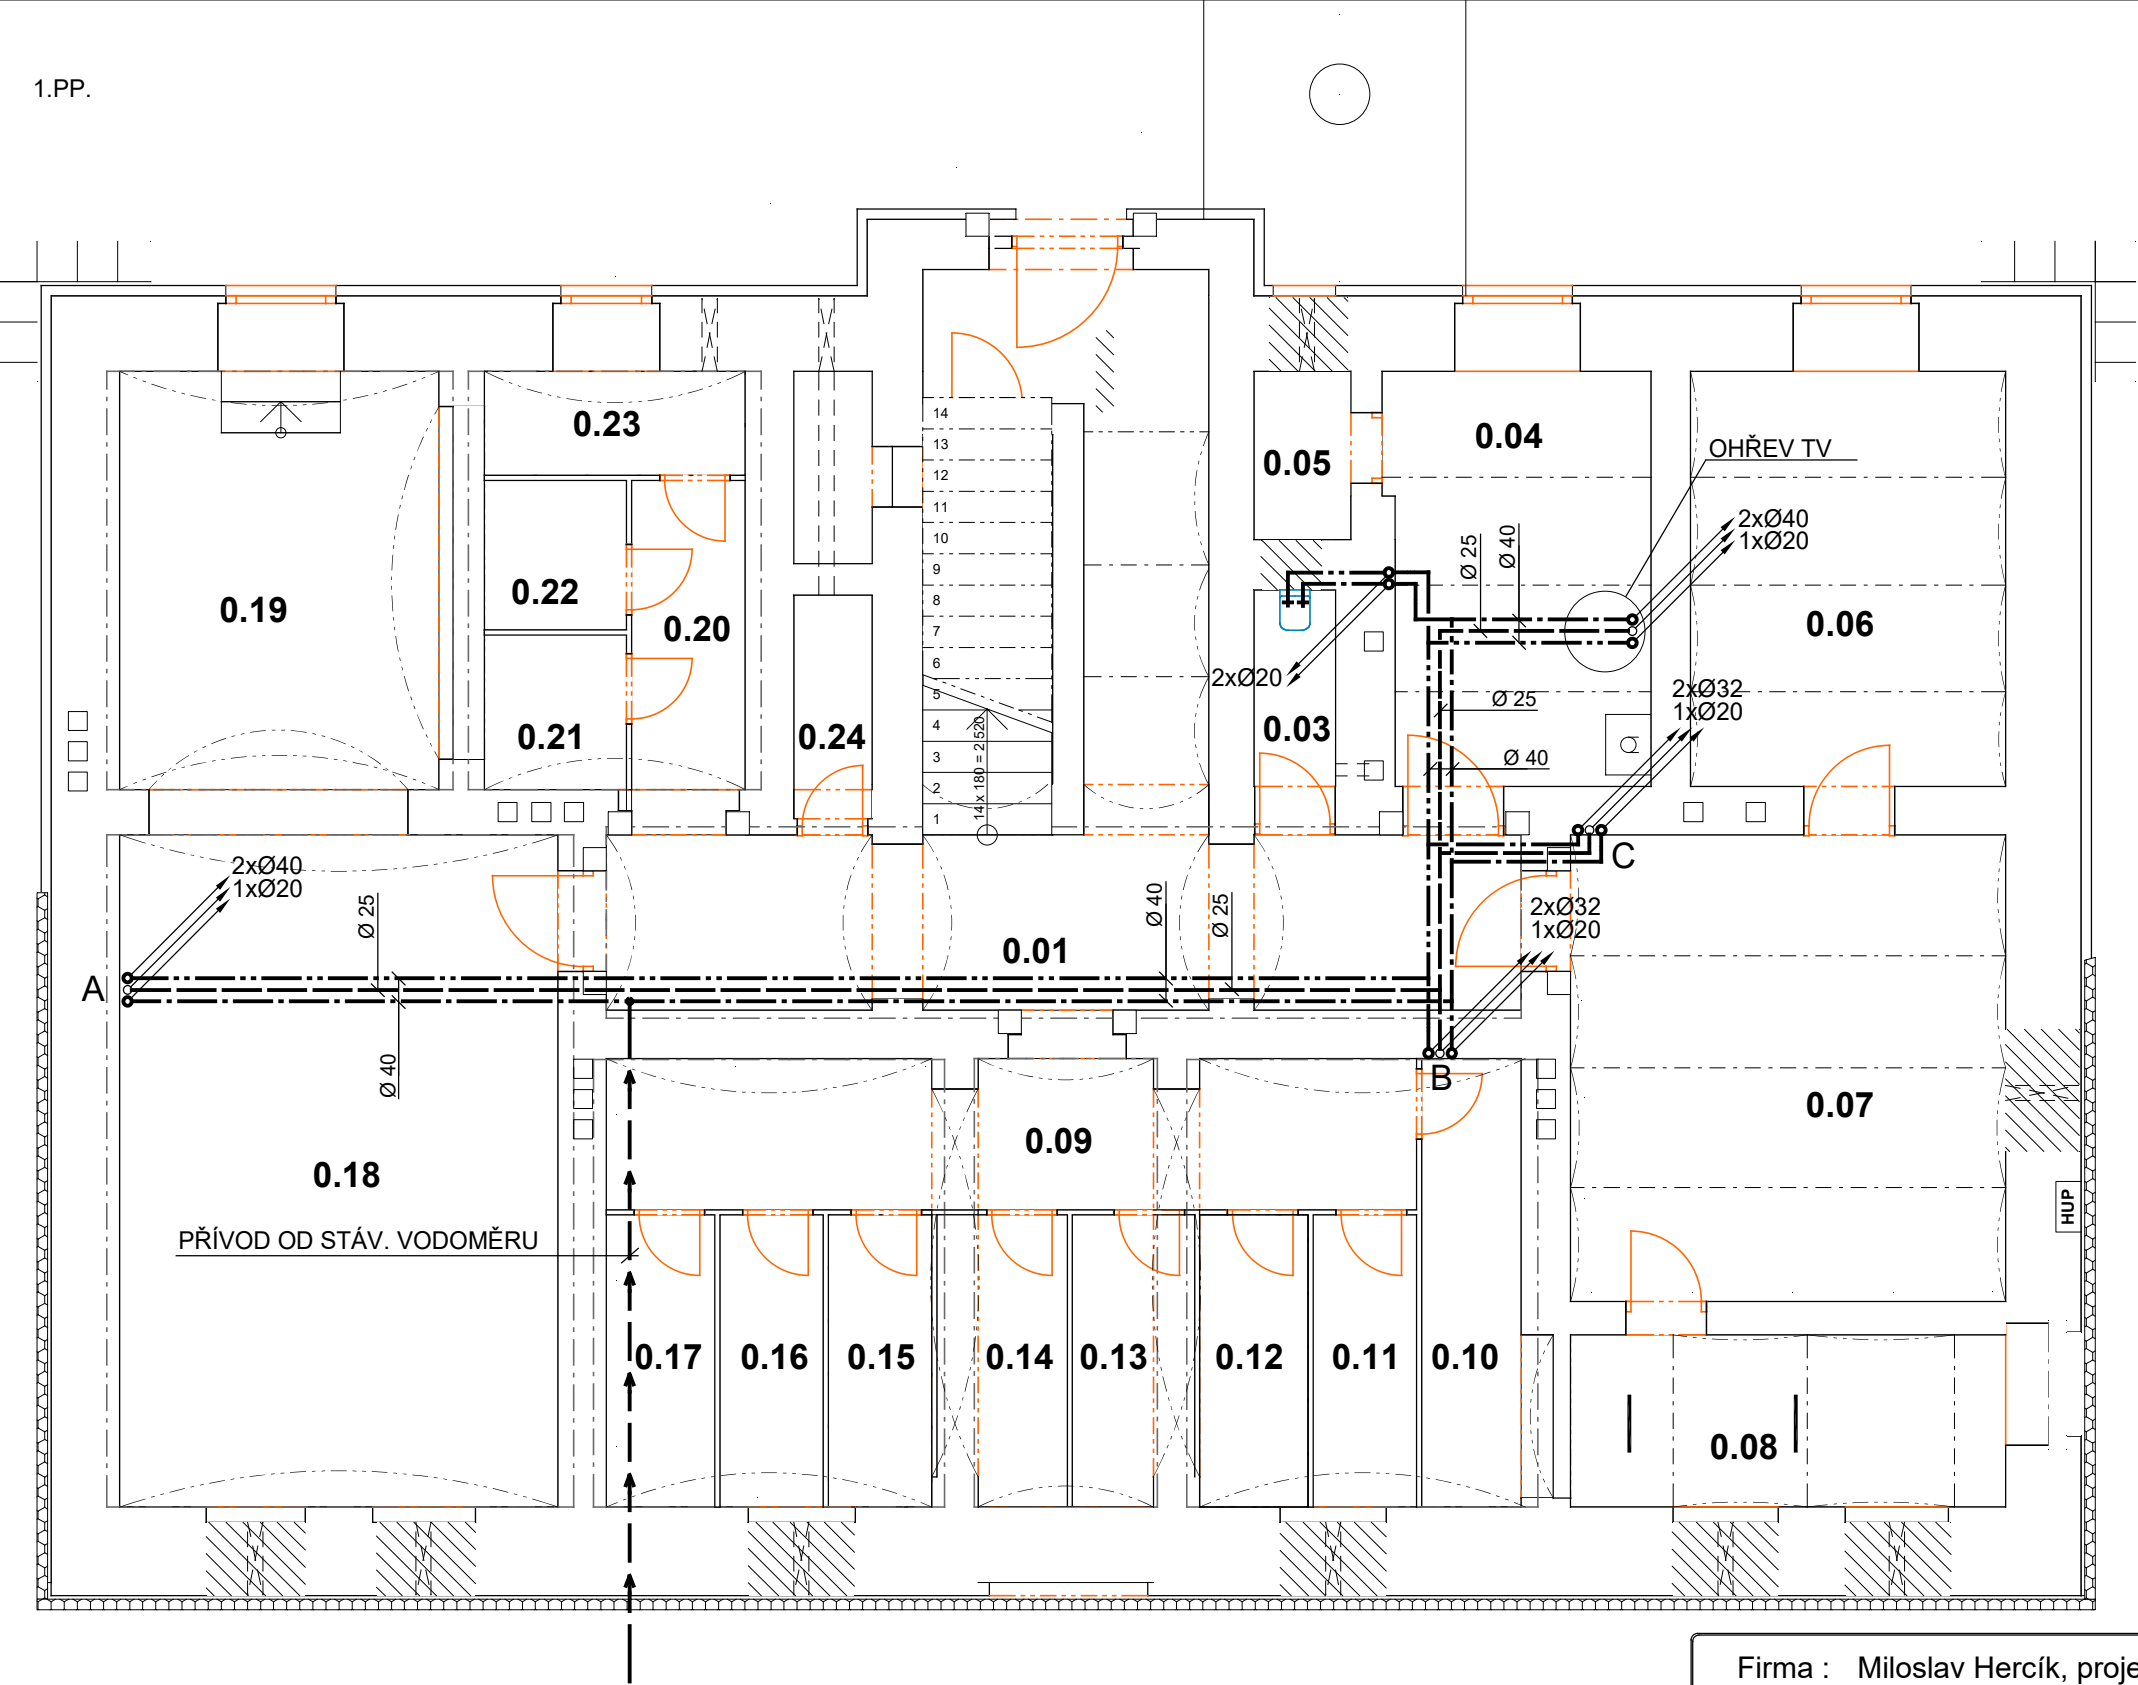 1.PP.
0.23
0.04
0.05
OHŘEV TV
14
13
12
11
10
9
8
7
6
5
4
3
2
1
14 x 180 = 2 520
2xØ40
1xØ20
Ø 25
Ø 40
0.22
0.19
0.20
0.06
2xØ20
2xØ32
1xØ20
Ø 25
0.03
0.21
0.24
Ø 40
2xØ40
1xØ20
C
Ø 25
Ø 40
Ø 25
2xØ32
1xØ20
0.01
A
Ø 40
B
0.07
0.09
0.18
HUP
PŘÍVOD OD STÁV. VODOMĚRU
0.17
0.16
0.15
0.14
0.13
0.12
0.11
0.10
0.08
Firma : Miloslav Hercík, proje